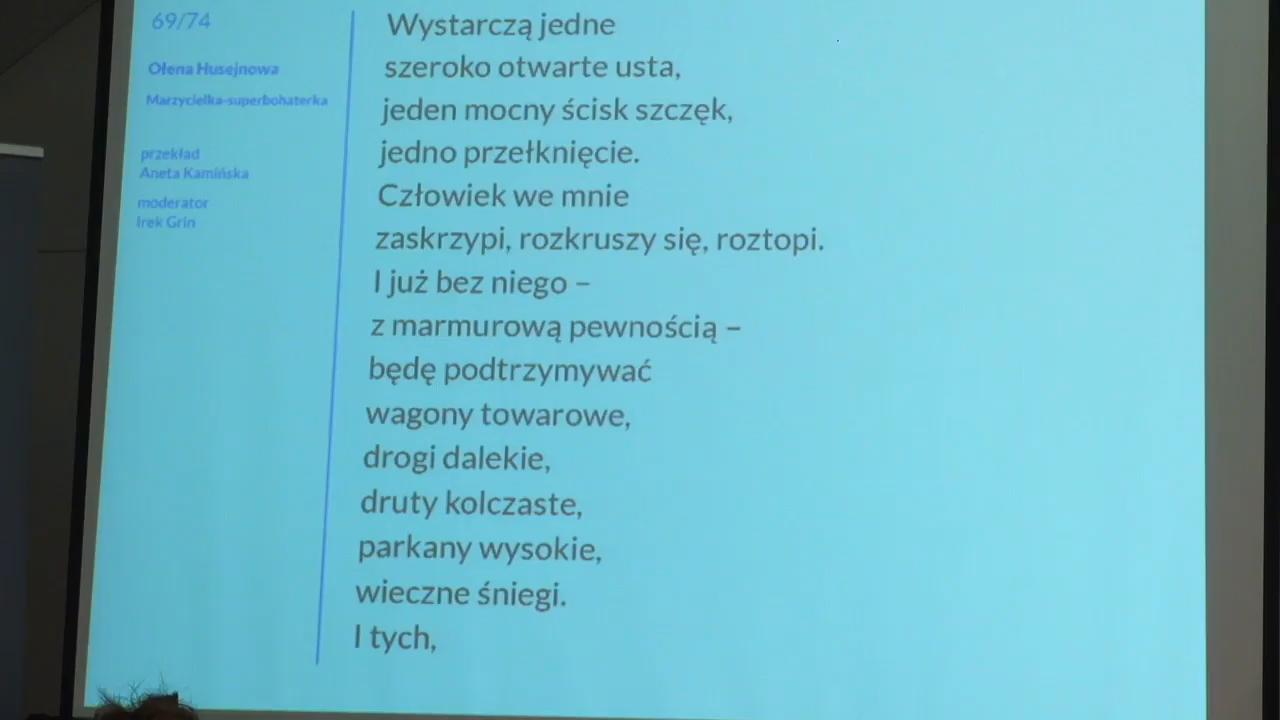 69/74
Ołena Husejnowa
Marzycielka-superbohaterka
przekład
Aneta Kamińska
moderator
Irek Grin
Wystarczą jedne
szeroko otwarte usta,
jeden mocny ścisk szczęk,
jedno przełknięcie.
Człowiek we mnie
zaskrzypi, rozkruszy się, roztopi.
I już bez niego –
z marmurową pewnością –
będę podtrzymywać
wagony towarowe,
drogi dalekie,
druty kolczaste,
parkany wysokie,
wieczne śniegi.
I tych,